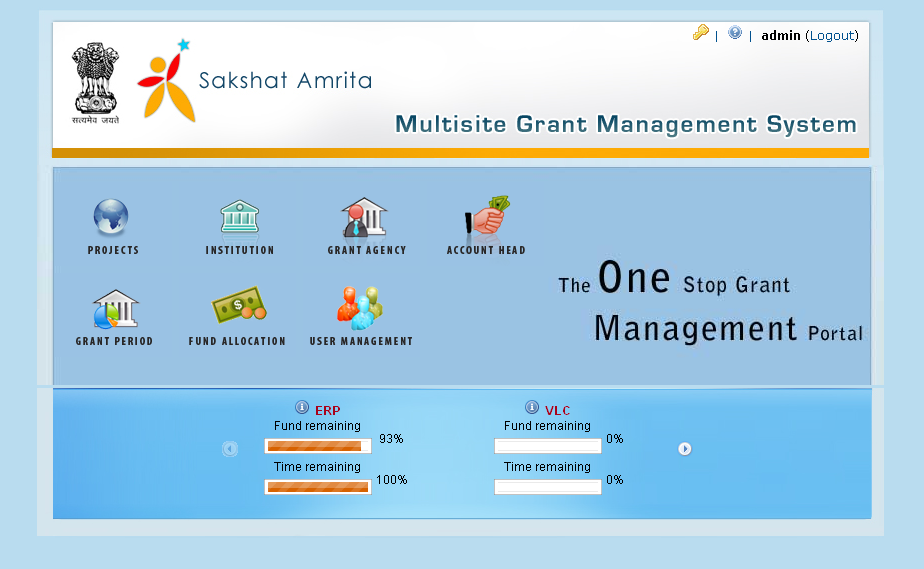 | | admin (Logout)
Sakshat Amrita
सत्यमेव जयते
Multisite Grant Management System
PROJECTS INSTITUTION GRANT AGENCY ACCOUNT HEAD
The One Stop Grant
Management Portal
GRANT PERIOD FUND ALLOCATION USER MANAGEMENT
ERP
Fund remaining
93%
Time remaining
100%
VLC
Fund remaining
0%
Time remaining
0%